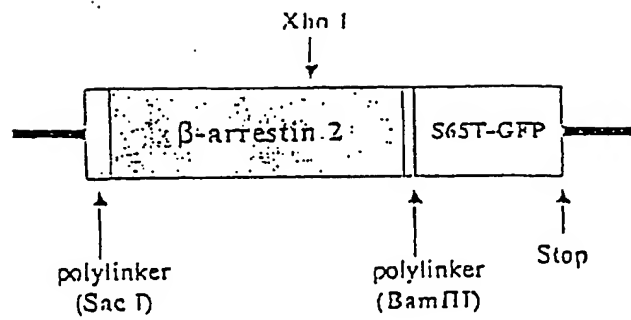 Xho I
β-arrestin 2
S65T-GFP
polylinker
(Sac I)
polylinker
(BamHI)
Stop